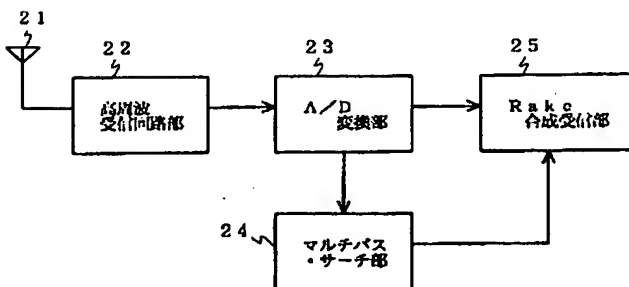 21
22
高周波
受信回路部
23
A/D
変換部
25
Rake
合成受信部
24
マルチパス
・サーチ部